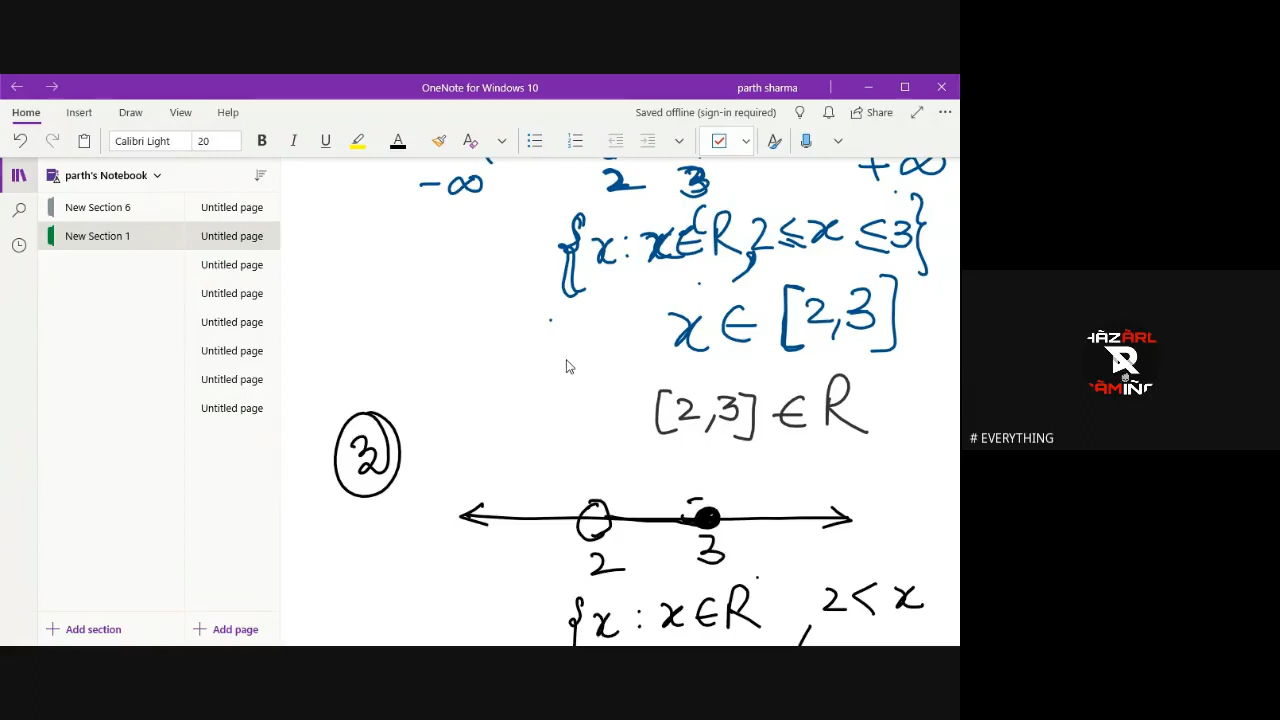 OneNote for Windows 10
parth sharma
Home Insert Draw View Help
Saved offline (sign-in required) Share
Calibri Light 20 B I U A
parth's Notebook
New Section 6
New Section 1
Untitled page
Untitled page
Untitled page
Untitled page
Untitled page
Untitled page
Untitled page
Untitled page
Add section
Add page
-∞ 2 3 +∞
{x : x∈R, 2≤x≤3}
x ∈ [2,3]
[2,3] ∈ R
3
2 3
{x : x∈R , 2< x
# EVERYTHING